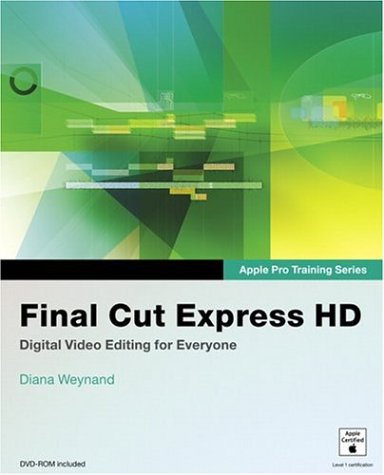 Apple Pro Training Series
Final Cut Express HD
Digital Video Editing for Everyone
Diana Weynand
Apple
Certified
DVD-ROM included
Level 1 certification